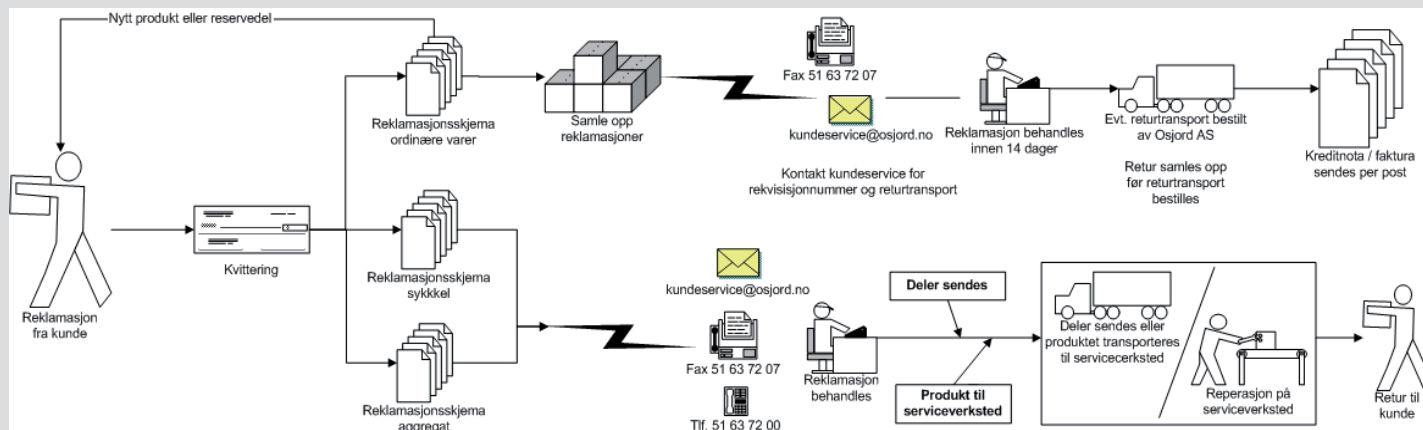 Nytt produkt eller reservedel
Reklamasjonsskjema
ordinære varer
Samle opp
reklamasjoner
Fax 51 63 72 07
kundeservice@osjord.no
Kontakt kundeservice for
rekvisisjonnummer og returtransport
Reklamasjon behandles
innen 14 dager
Evt. returtransport bestilt
av Osjord AS
Retur samles opp
før returtransport
bestilles
Kreditnota / faktura
sendes per post
Reklamasjon
fra kunde
Kvittering
Reklamasjonsskjema
sykkkel
Reklamasjonsskjema
aggregat
kundeservice@osjord.no
Fax 51 63 72 07
Tlf. 51 63 72 00
Reklamasjon
behandles
Deler sendes
Produkt til
serviceverksted
Deler sendes eller
produktet transporteres
til servicecerksted
Reperasjon på
serviceverksted
Retur til
kunde